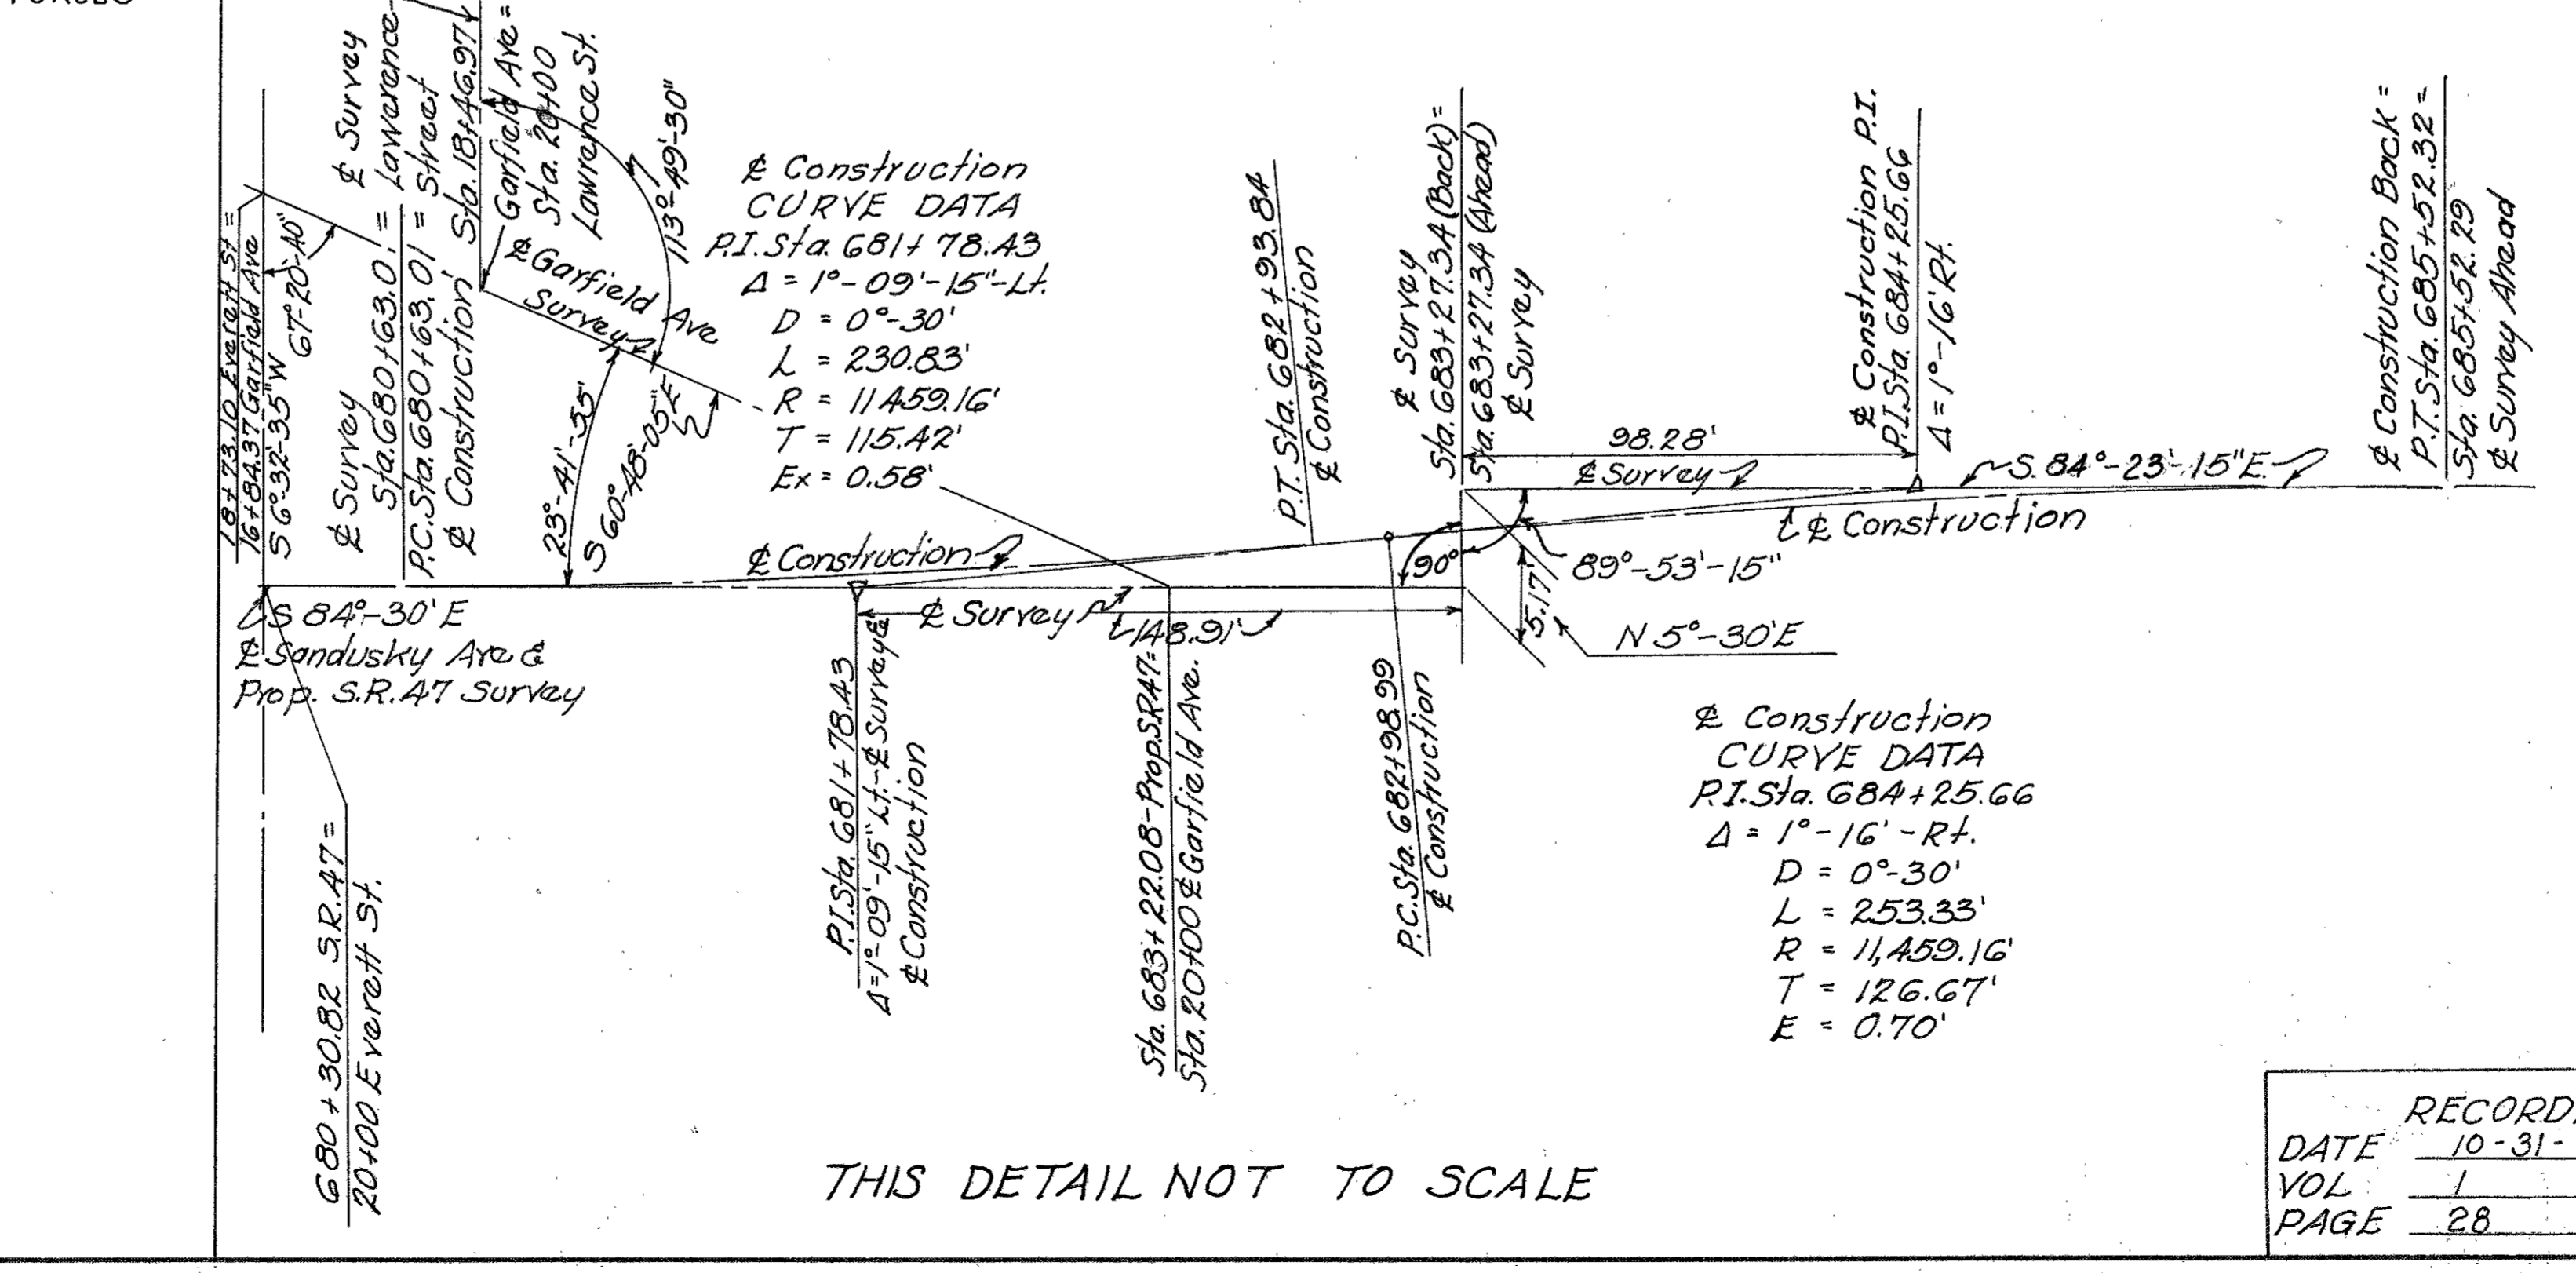 18+73.10 Everett St =
16+84.37 Garfield Ave
S 6°-32'-35" W
67°-20'-40"
℄ Survey
Lawerence
Street
Sta. 18+46.97
Garfield Ave =
Sta. 20+00
Lawrence St.
℄ Survey
Sta. 680+63.01 =
P.C. Sta. 680+63.01 =
℄ Construction
113°-49'-30"
℄ Garfield Ave
Survey
23°-41'-55"
S 60°-48'-05" E
℄ Construction
CURVE DATA
P.I. Sta. 681+78.43
Δ = 1°-09'-15"-Lt.
D = 0°-30'
L = 230.83'
R = 11459.16'
T = 115.42'
Ex = 0.58'
P.T. Sta. 682+93.84
℄ Construction
℄ Survey
Sta. 683+27.34 (Back) =
Sta. 683+27.34 (Ahead)
℄ Survey
98.28'
℄ Survey
℄ Construction P.I.
P.I. Sta. 684+25.66
Δ = 1°-16' Rt.
S. 84°-23'-15" E.
℄ Construction Back =
P.T. Sta. 685+52.32 =
Sta. 685+52.29
℄ Survey Ahead
℄ Construction
℄ Construction
90°
89°-53'-15"
5.17'
N 5°-30' E
S 84°-30' E
℄ Sandusky Ave &
Prop. S.R. 47 Survey
℄ Survey
148.91'
680+30.82 S.R. 47 =
20+00 Everett St.
P.I. Sta. 681+78.43
Δ = 1°-09'-15" Lt.-℄ Survey &
℄ Construction
Sta. 683+22.08-Prop. SR47=
Sta. 20+00 ℄ Garfield Ave.
P.C. Sta. 682+98.99
℄ Construction
℄ Construction
CURVE DATA
P.I. Sta. 684+25.66
Δ = 1°-16'-Rt.
D = 0°-30'
L = 253.33'
R = 11,459.16'
T = 126.67'
E = 0.70'
THIS DETAIL NOT TO SCALE
DATE 10-31-
VOL 1
PAGE 28